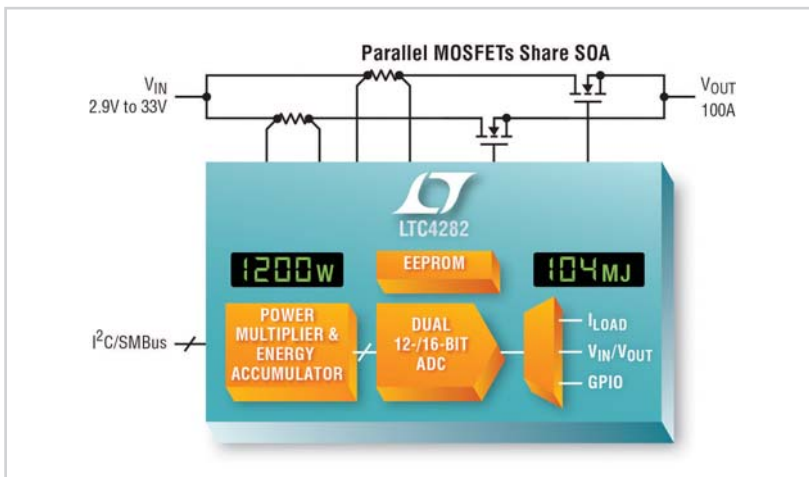 Parallel MOSFETs Share SOA
VIN
2.9V to 33V
VOUT
100A
LTC4282
1200W
EEPROM
104MJ
I²C/SMBus
POWER
MULTIPLIER &
ENERGY
ACCUMULATOR
DUAL
12-/16-BIT
ADC
ILOAD
VIN/VOUT
GPIO